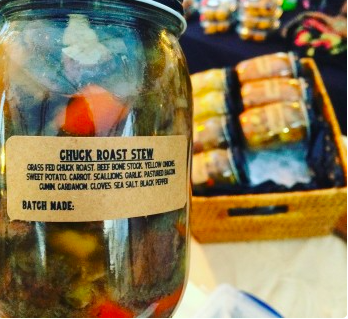 CHUCK ROAST STEW
GRASS FED CHUCK ROAST, BEEF BONE STOCK, YELLOW ONIONS,
SWEET POTATO, CARROT, SCALLIONS, GARLIC, PASTURED BACON,
CUMIN, CARDAMON, CLOVES, SEA SALT, BLACK PEPPER
BATCH MADE: